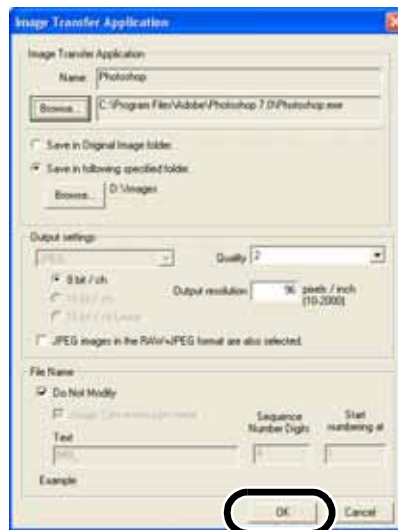 Image Transfer Application
Image Transfer Application
Name Photoshop
Browse... C:\Program Files\Adobe\Photoshop 7.0\Photoshop.exe
Save in Original Image folder.
Save in following specified folder.
Browse... D:\Images
Output settings
JPEG Quality 2
8 bit / ch
Output resolution 96 pixels / inch
(10-2000)
JPEG images in the RAW+JPEG format are also selected.
File Name
Do Not Modify
Text
Sequence
Number Digits
Start
numbering at
Example
OK Cancel